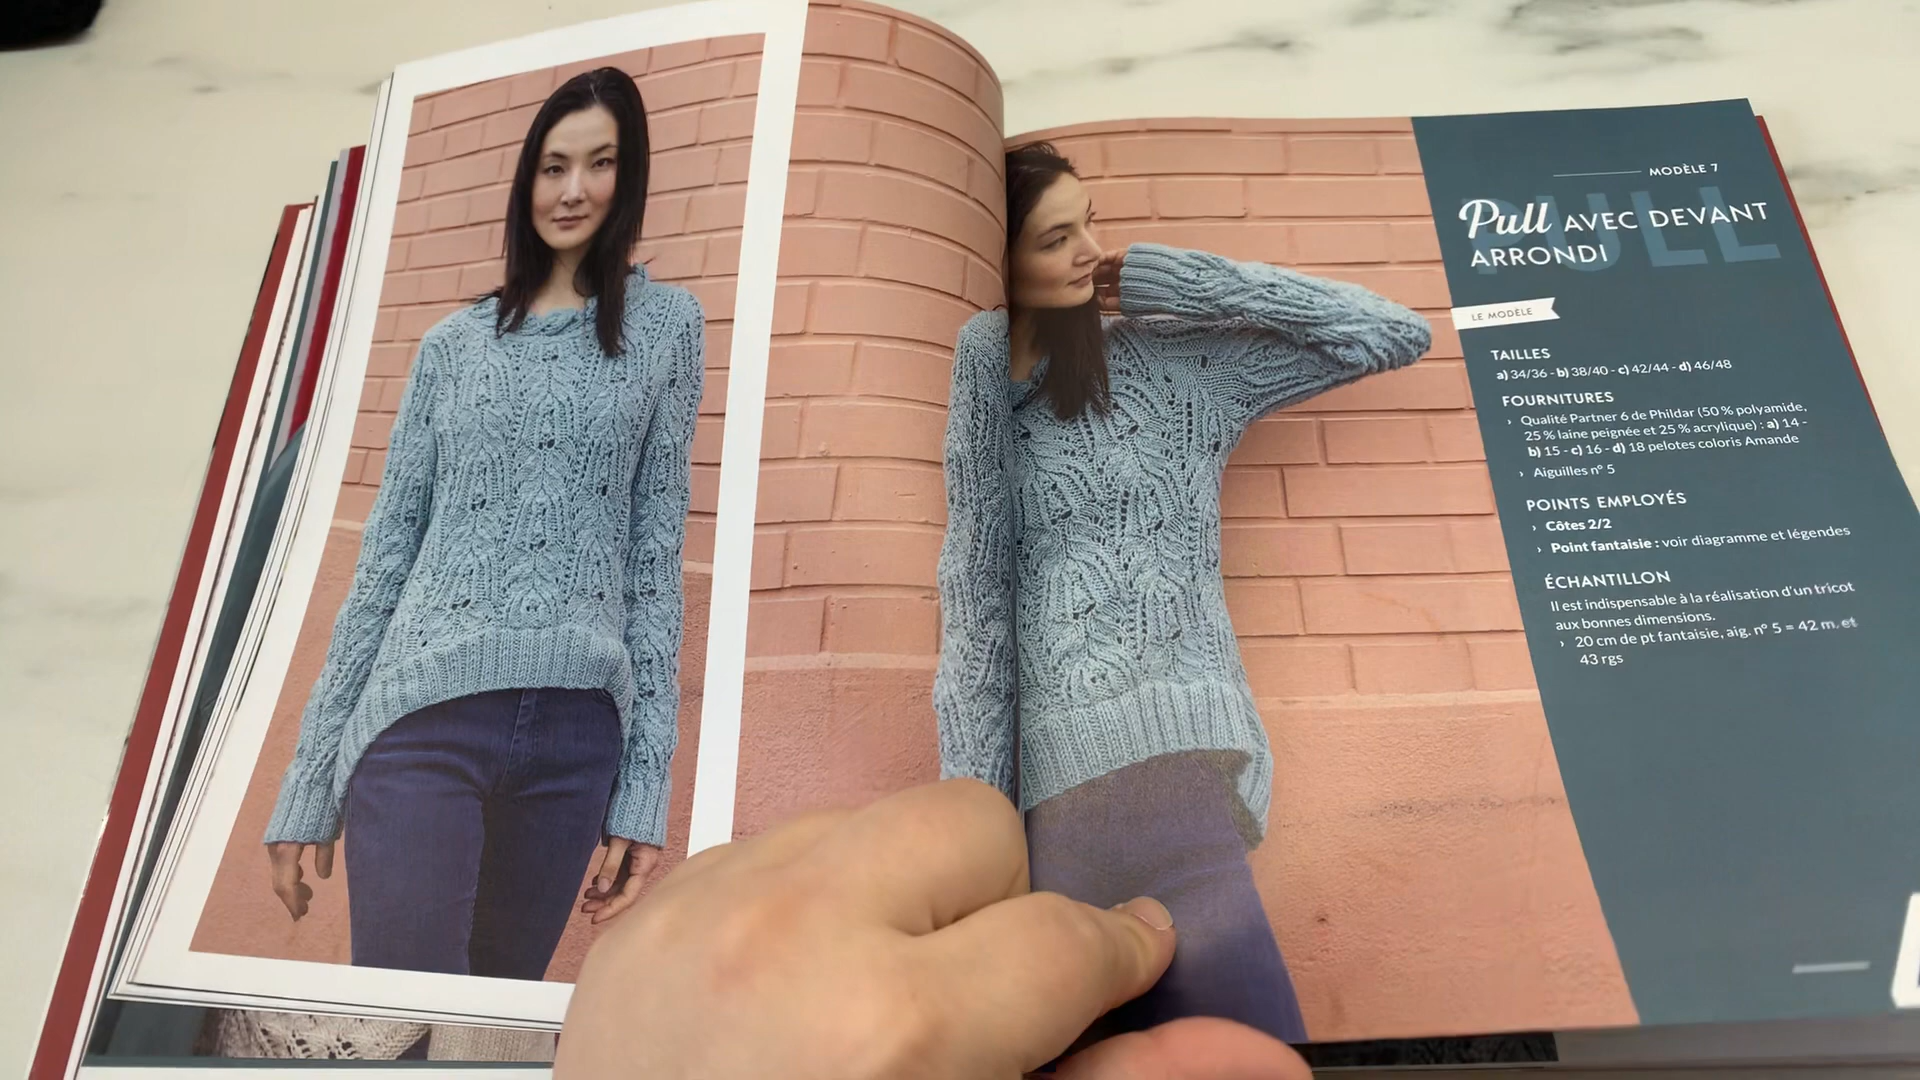 MODÈLE 7
PULL
Pull AVEC DEVANT
ARRONDI
LE MODÈLE
TAILLES
a) 34/36 - b) 38/40 - c) 42/44 - d) 46/48
FOURNITURES
› Qualité Partner 6 de Phildar (50 % polyamide,
25 % laine peignée et 25 % acrylique) : a) 14 -
b) 15 - c) 16 - d) 18 pelotes coloris Amande
› Aiguilles n° 5
POINTS EMPLOYÉS
› Côtes 2/2
› Point fantaisie : voir diagramme et légendes
ÉCHANTILLON
Il est indispensable à la réalisation d'un tricot
aux bonnes dimensions.
› 20 cm de pt fantaisie, aig. n° 5 = 42 m. et
43 rgs